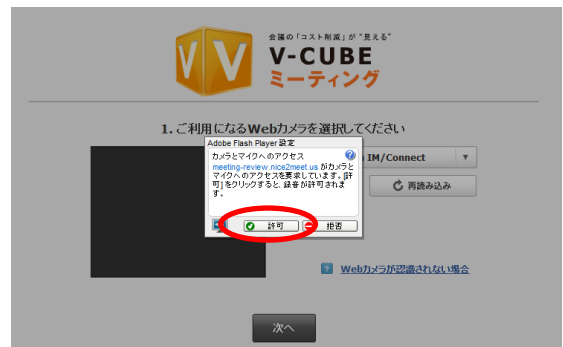 会議の「コスト削減」が“見える”
V-CUBE
ミーティング
1. ご利用になるWebカメラを選択してください
Adobe Flash Player 設定
カメラとマイクへのアクセス
meeting-review.nice2meet.us がカメラと
マイクへのアクセスを要求しています。[許
可] をクリックすると、録音が許可されま
す。
許可
拒否
IM/Connect
再読み込み
Webカメラが認識されない場合
次へ